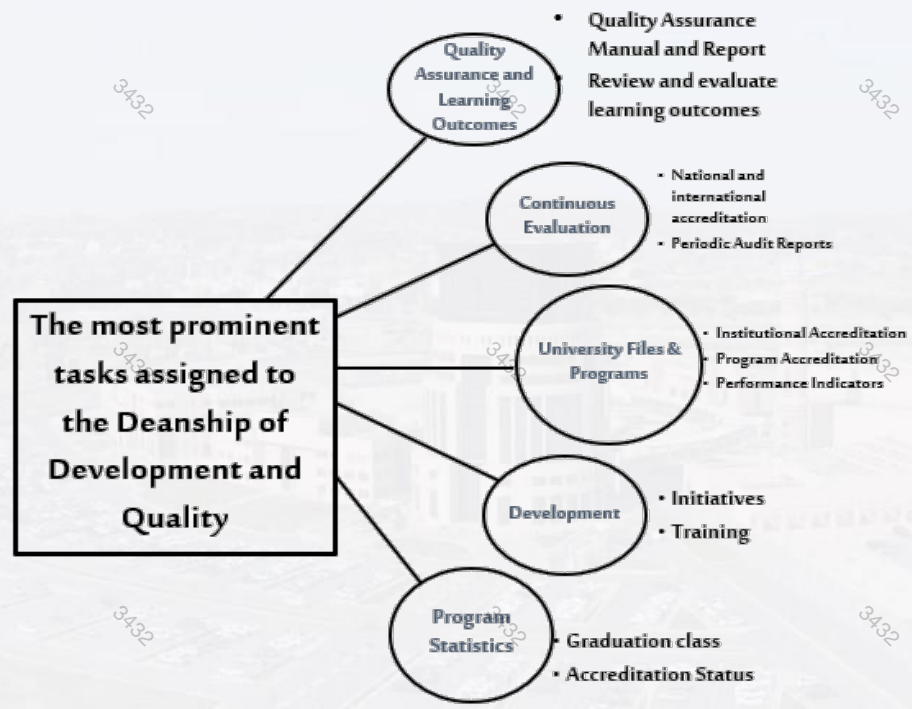 Quality
Assurance and
Learning
Outcomes
• Quality Assurance
Manual and Report
• Review and evaluate
learning outcomes
Continuous
Evaluation
• National and
international
accreditation
• Periodic Audit Reports
The most prominent
tasks assigned to
the Deanship of
Development and
Quality
University Files &
Programs
• Institutional Accreditation
• Program Accreditation
• Performance Indicators
Development
• Initiatives
• Training
Program
Statistics
• Graduation class
• Accreditation Status
3432
3432
3432
3432
3432
3432
3432
3432
3432